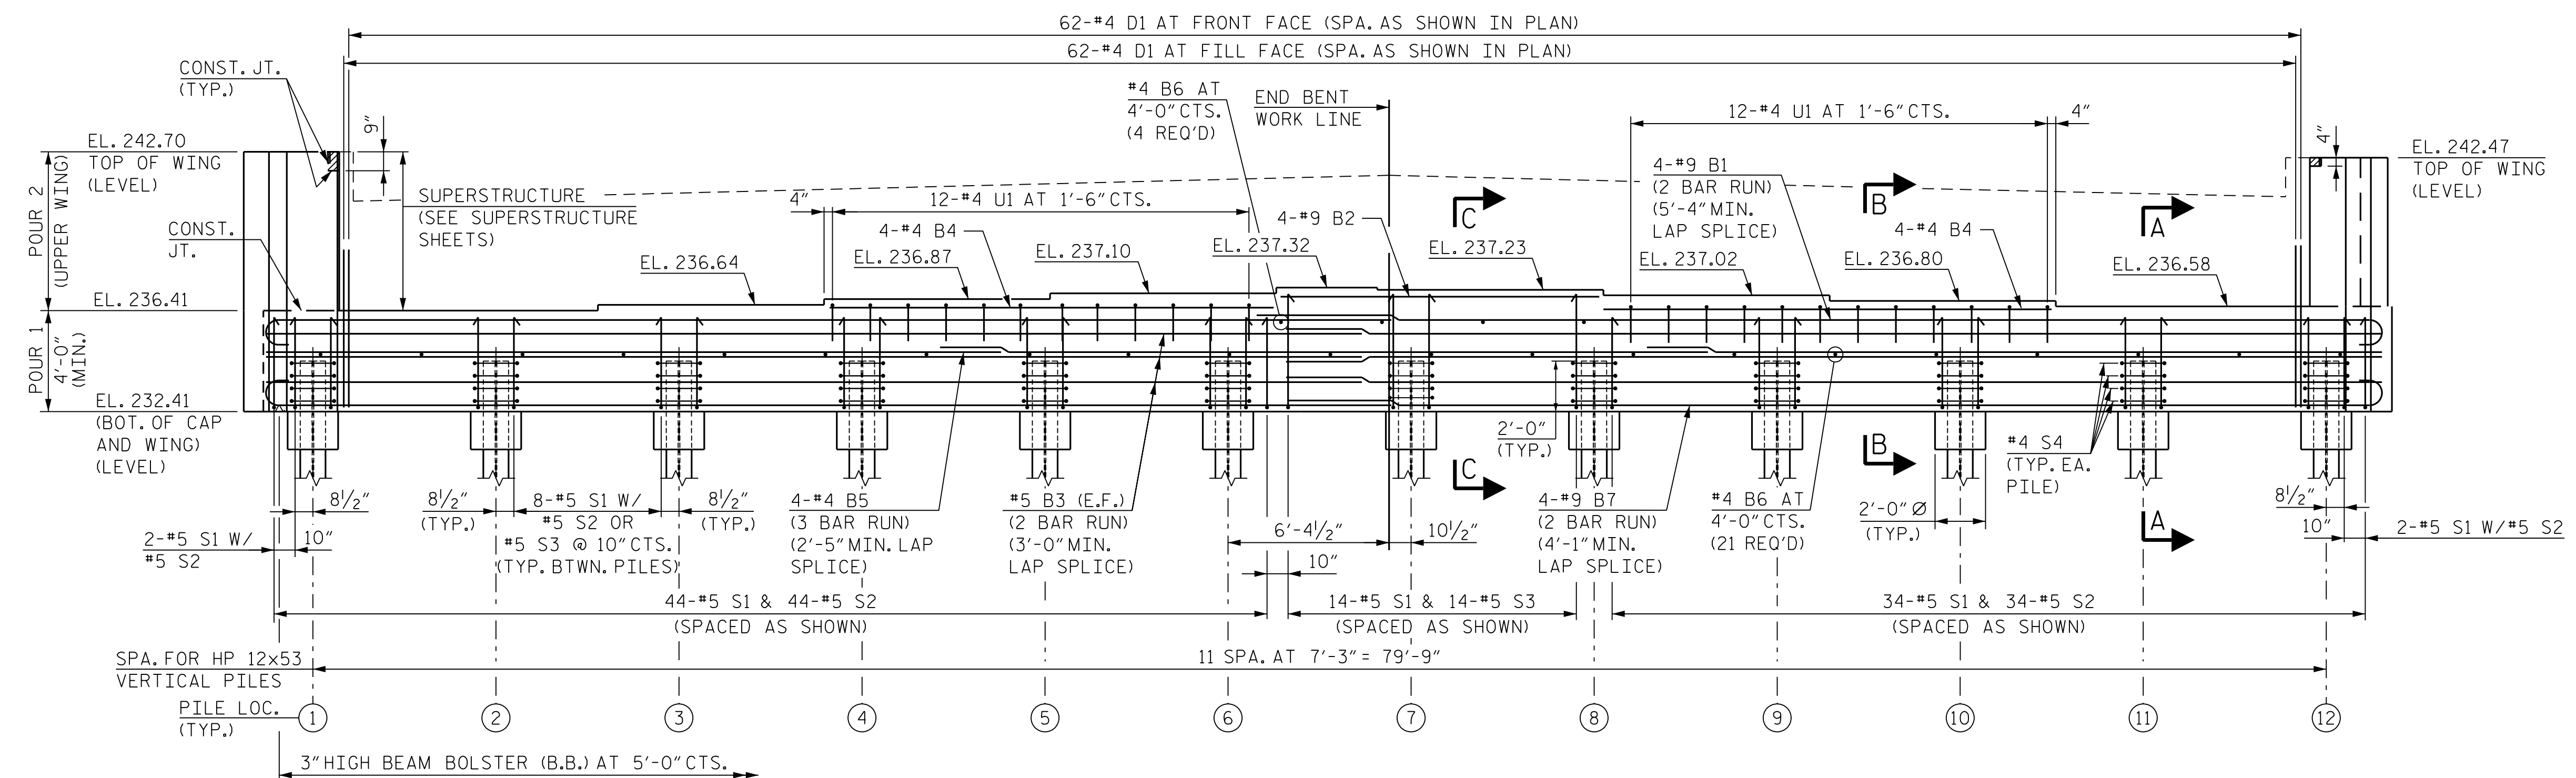 62-#4 D1 AT FRONT FACE (SPA. AS SHOWN IN PLAN)
62-#4 D1 AT FILL FACE (SPA. AS SHOWN IN PLAN)
CONST. JT.
(TYP.)
9"
#4 B6 AT
4'-0" CTS.
(4 REQ'D)
END BENT
WORK LINE
12-#4 U1 AT 1'-6" CTS.
4"
4"
EL. 242.70
TOP OF WING
(LEVEL)
EL. 242.47
TOP OF WING
(LEVEL)
POUR 2
(UPPER WING)
SUPERSTRUCTURE
(SEE SUPERSTRUCTURE
SHEETS)
4"
12-#4 U1 AT 1'-6" CTS.
4-#9 B1
(2 BAR RUN)
(5'-4" MIN.
LAP SPLICE)
B
C
A
CONST.
JT.
4-#4 B4
4-#9 B2
4-#4 B4
EL. 236.64
EL. 236.87
EL. 237.10
EL. 237.32
EL. 237.23
EL. 237.02
EL. 236.80
EL. 236.58
EL. 236.41
POUR 1
4'-0"
(MIN.)
EL. 232.41
(BOT. OF CAP
AND WING)
(LEVEL)
2'-0"
(TYP.)
#4 S4
(TYP. EA.
PILE)
B
C
A
8½"
8½"
(TYP.)
8-#5 S1 W/
#5 S2 OR
#5 S3 @ 10" CTS.
(TYP. BTWN. PILES)
8½"
(TYP.)
4-#4 B5
(3 BAR RUN)
(2'-5" MIN. LAP
SPLICE)
#5 B3 (E.F.)
(2 BAR RUN)
(3'-0" MIN.
LAP SPLICE)
6'-4½"
10½"
4-#9 B7
(2 BAR RUN)
(4'-1" MIN.
LAP SPLICE)
#4 B6 AT
4'-0" CTS.
(21 REQ'D)
2'-0" Ø
(TYP.)
8½"
2-#5 S1 W/
#5 S2
10"
10"
10"
2-#5 S1 W/#5 S2
44-#5 S1 & 44-#5 S2
(SPACED AS SHOWN)
14-#5 S1 & 14-#5 S3
(SPACED AS SHOWN)
34-#5 S1 & 34-#5 S2
(SPACED AS SHOWN)
SPA. FOR HP 12x53
VERTICAL PILES
11 SPA. AT 7'-3" = 79'-9"
PILE LOC.
(TYP.)
1 2 3 4 5 6 7 8 9 10 11 12
3" HIGH BEAM BOLSTER (B.B.) AT 5'-0" CTS.